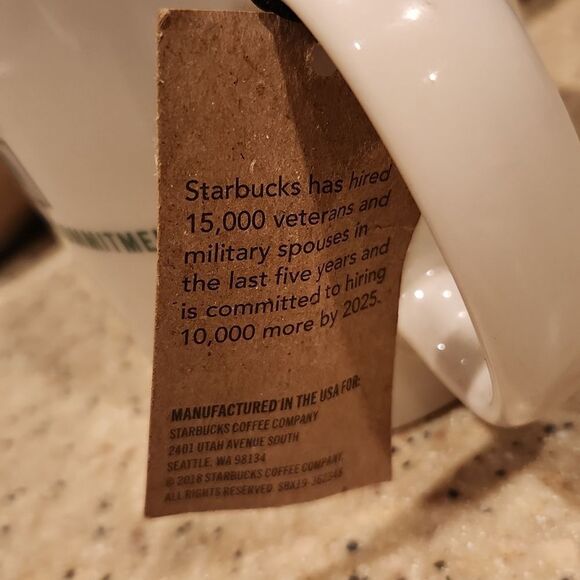 Starbucks has hired
15,000 veterans and
military spouses in
the last five years and
is committed to hiring
10,000 more by 2025.
MANUFACTURED IN THE USA FOR:
STARBUCKS COFFEE COMPANY
2401 UTAH AVENUE SOUTH
SEATTLE, WA 98134
© 2018 STARBUCKS COFFEE COMPANY.
ALL RIGHTS RESERVED.